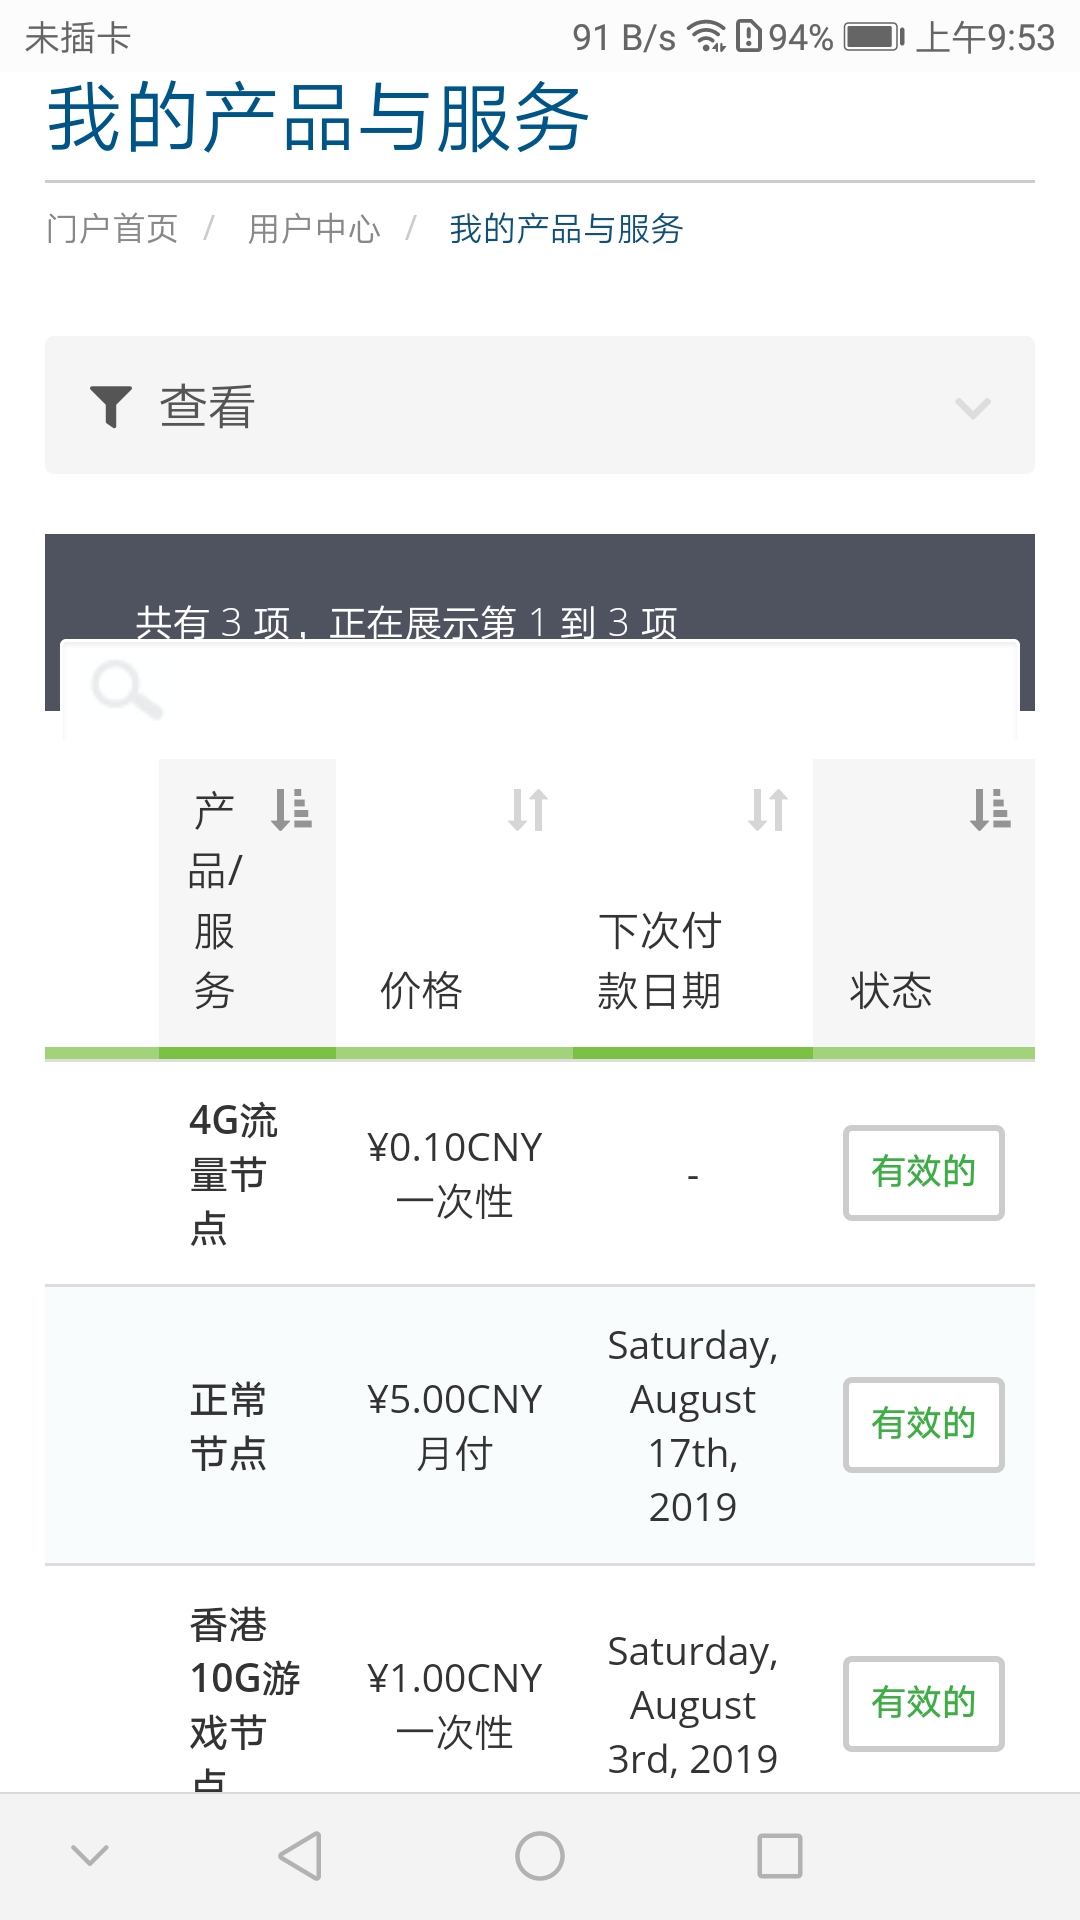 未插卡 91 B/s 94% 上午9:53
我的产品与服务
门户首页 / 用户中心 / 我的产品与服务
查看
共有 3 项，正在展示第 1 到 3 项
产品/服务 价格 下次付款日期 状态
4G流
量节
点
¥0.10CNY
一次性
-
有效的
正常
节点
¥5.00CNY
月付
Saturday,
August
17th,
2019
有效的
香港
10G游
戏节
点
¥1.00CNY
一次性
Saturday,
August
3rd, 2019
有效的